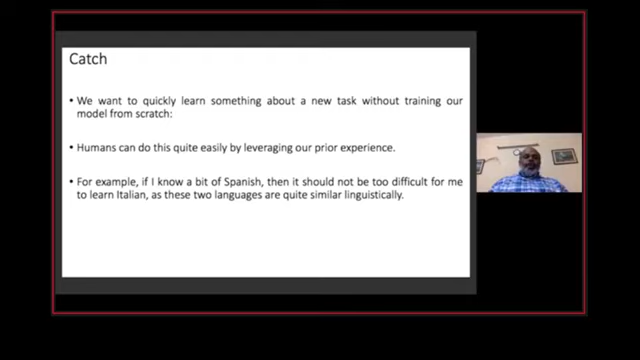 Catch
• We want to quickly learn something about a new task without training our
model from scratch:
• Humans can do this quite easily by leveraging our prior experience.
• For example, if I know a bit of Spanish, then it should not be too difficult for me
to learn Italian, as these two languages are quite similar linguistically.